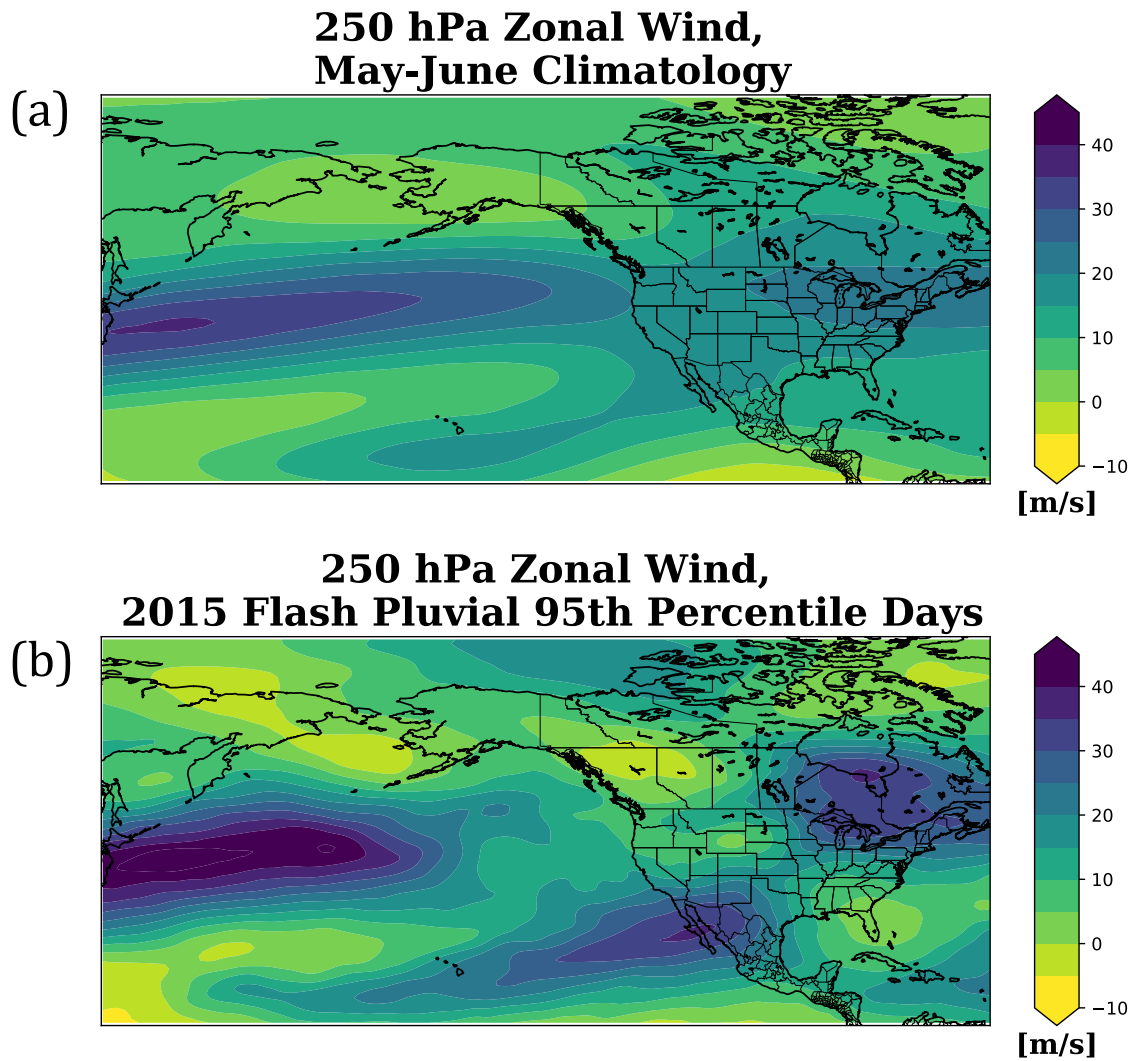 250 hPa Zonal Wind,
May-June Climatology
(a)
40
30
20
10
0
−10
[m/s]
250 hPa Zonal Wind,
2015 Flash Pluvial 95th Percentile Days
(b)
40
30
20
10
0
−10
[m/s]